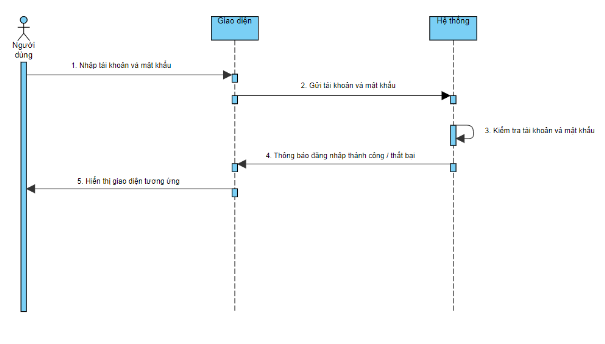 Giao diện
Hệ thống
Người
dùng
1. Nhập tài khoản và mật khẩu
2. Gửi tài khoản và mật khẩu
3. Kiểm tra tài khoản và mật khẩu
4. Thông báo đăng nhập thành công / thất bại
5. Hiển thị giao diện tương ứng